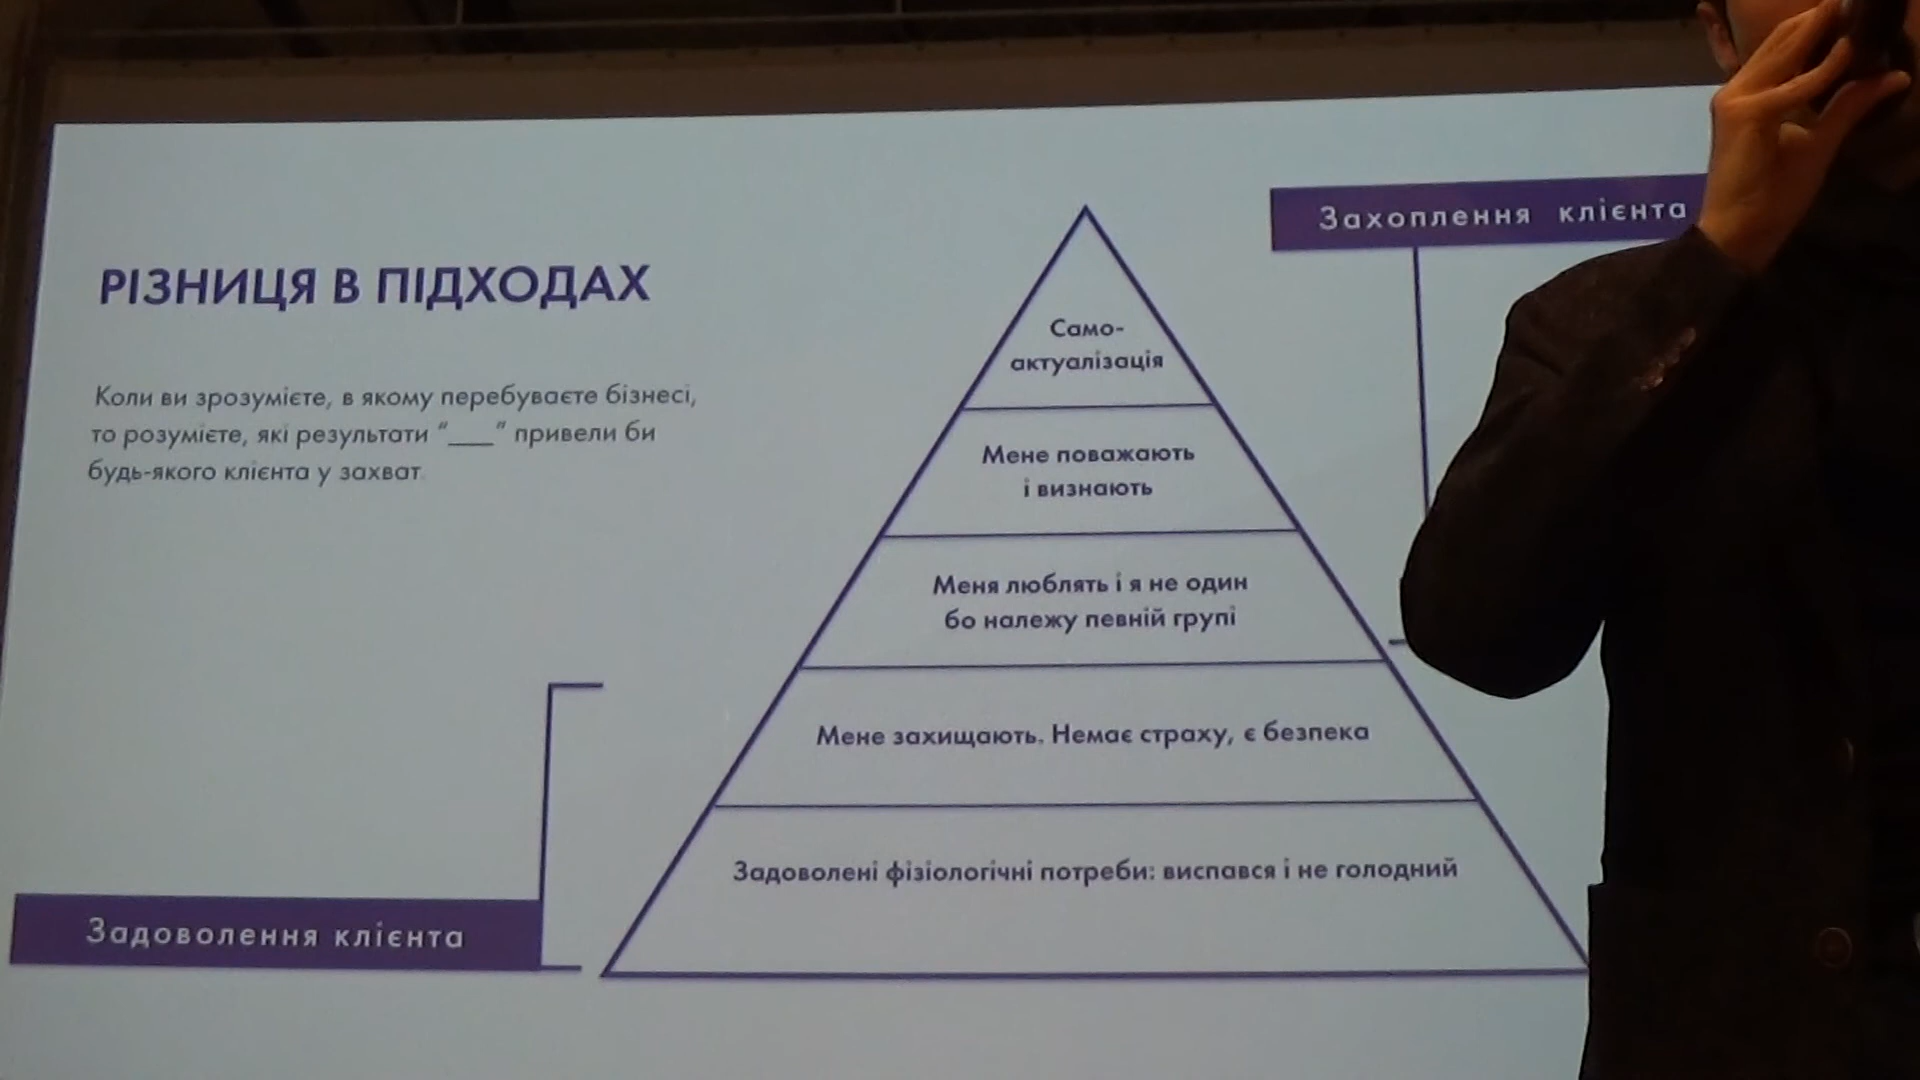 РІЗНИЦЯ В ПІДХОДАХ
Коли ви зрозумієте, в якому перебуваєте бізнесі,
то розумієте, які результати “___” привели би
будь-якого клієнта у захват.
Захоплення клієнта
Само-
актуалізація
Мене поважають
і визнають
Меня люблять і я не один
бо належу певній групі
Мене захищають. Немає страху, є безпека
Задоволені фізіологічні потреби: виспався і не голодний
Задоволення клієнта